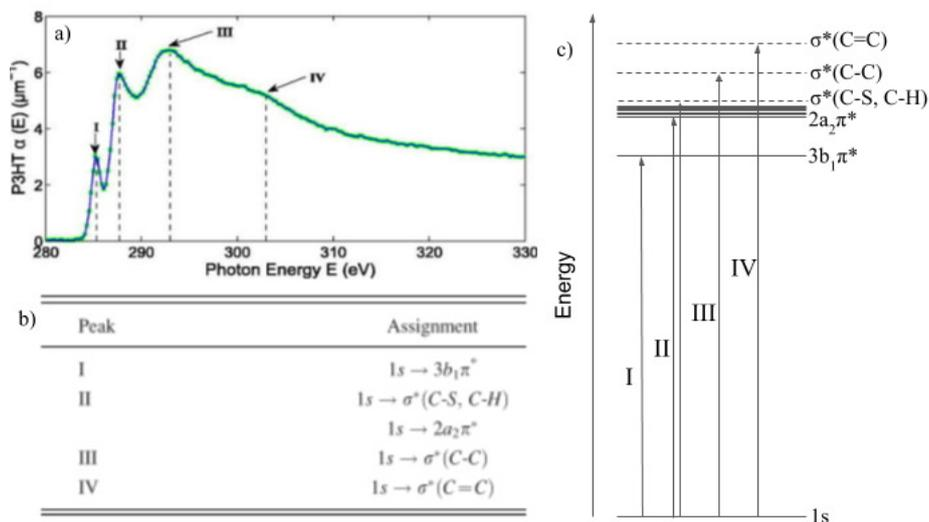 a)
8
6
4
2
0
P3HT α (E) (μm⁻¹)
I
II
III
IV
280 290 300 310 320 330
Photon Energy E (eV)
b)
Peak Assignment
I 1s → 3b₁π*
II 1s → σ*(C-S, C-H)
1s → 2a₂π*
III 1s → σ*(C-C)
IV 1s → σ*(C=C)
c)
Energy
σ*(C=C)
σ*(C-C)
σ*(C-S, C-H)
2a₂π*
3b₁π*
IV
III
II
I
1s